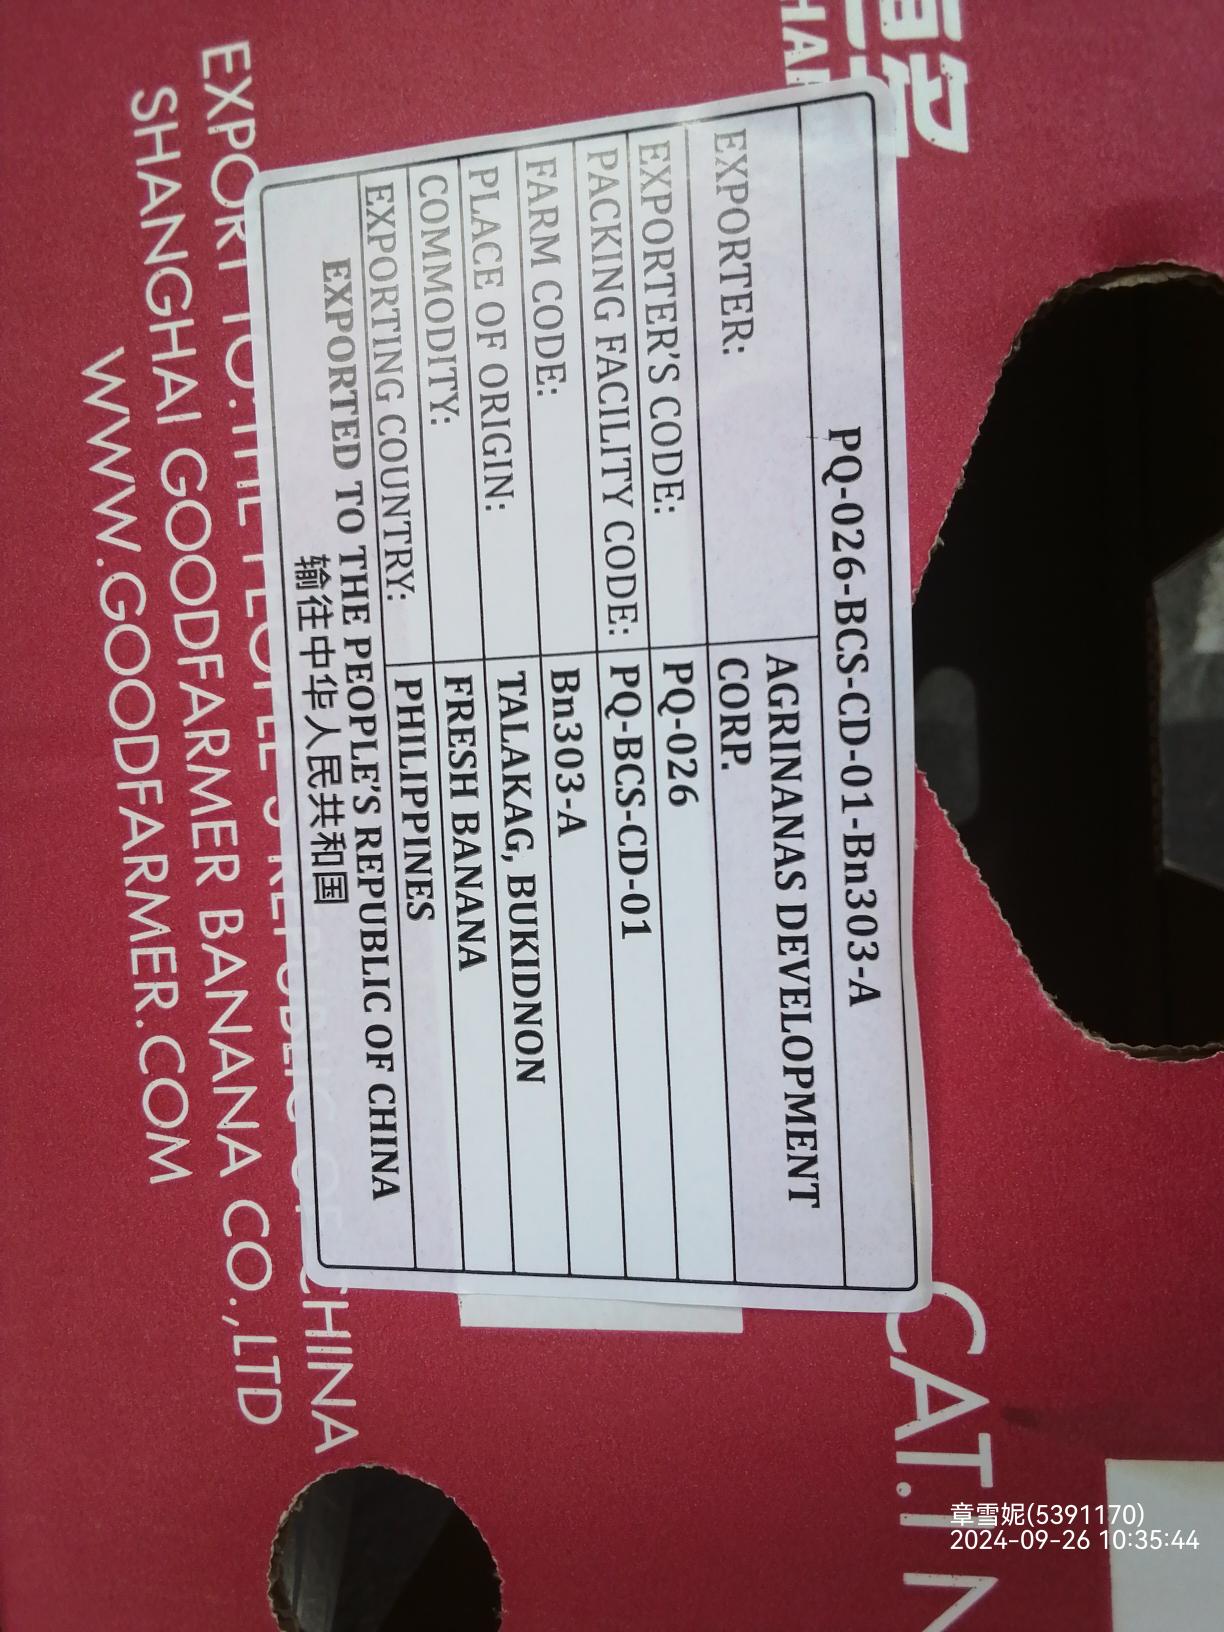 PQ-026-BCS-CD-01-Bn303-A
EXPORTER: AGRINANAS DEVELOPMENT
CORP.
EXPORTER'S CODE: PQ-026
PACKING FACILITY CODE: PQ-BCS-CD-01
FARM CODE: Bn303-A
PLACE OF ORIGIN: TALAKAG, BUKIDNON
COMMODITY: FRESH BANANA
EXPORTING COUNTRY: PHILIPPINES
EXPORTED TO THE PEOPLE'S REPUBLIC OF CHINA
输往中华人民共和国
EXPORT TO:THE PEOPLE'S REPUBLIC OF CHINA
SHANGHAI GOODFARMER BANANA CO.,LTD
WWW.GOODFARMER.COM
CAT.IN
章雪妮(5391170)
2024-09-26 10:35:44